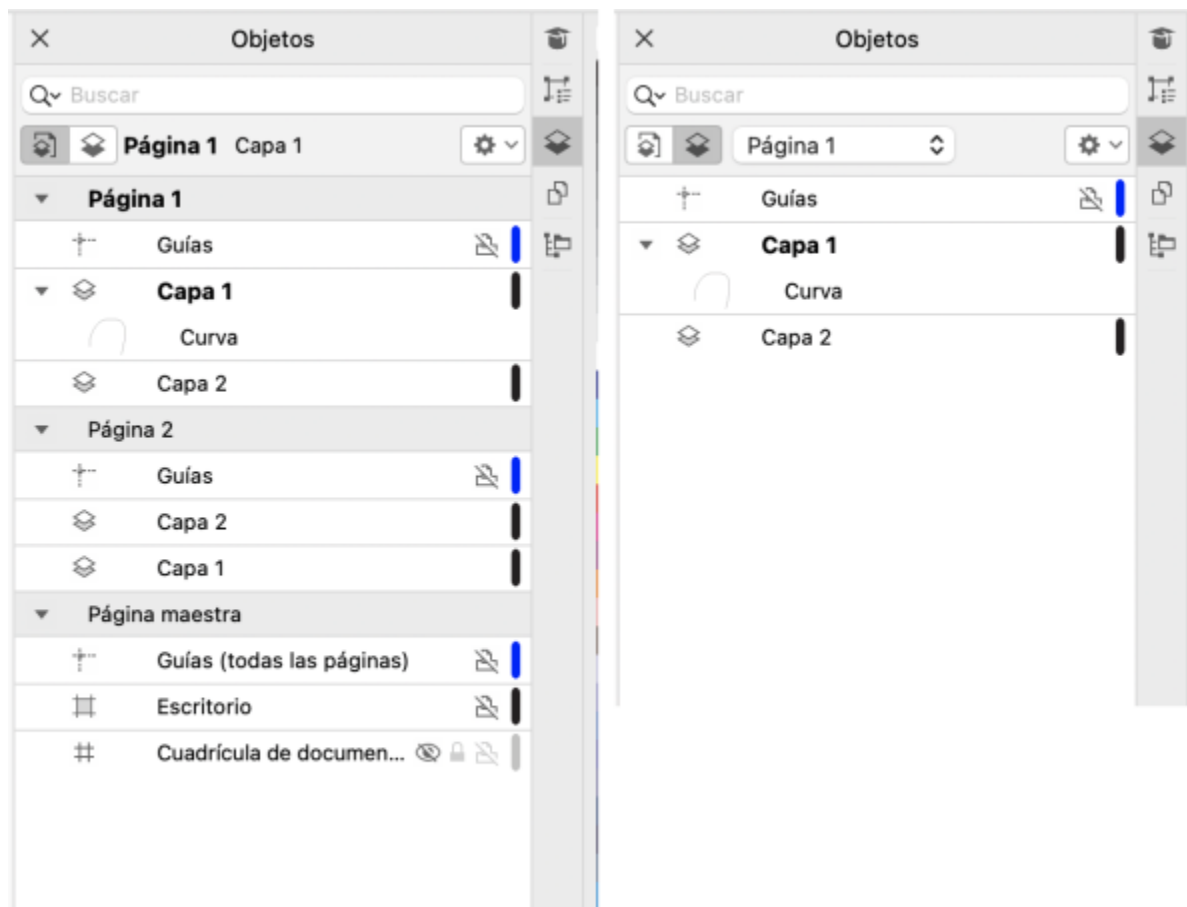 Objetos
Buscar
Página 1 Capa 1
Página 1
Guías
Capa 1
Curva
Capa 2
Página 2
Guías
Capa 2
Capa 1
Página maestra
Guías (todas las páginas)
Escritorio
Cuadrícula de documen...
Objetos
Buscar
Página 1
Guías
Capa 1
Curva
Capa 2